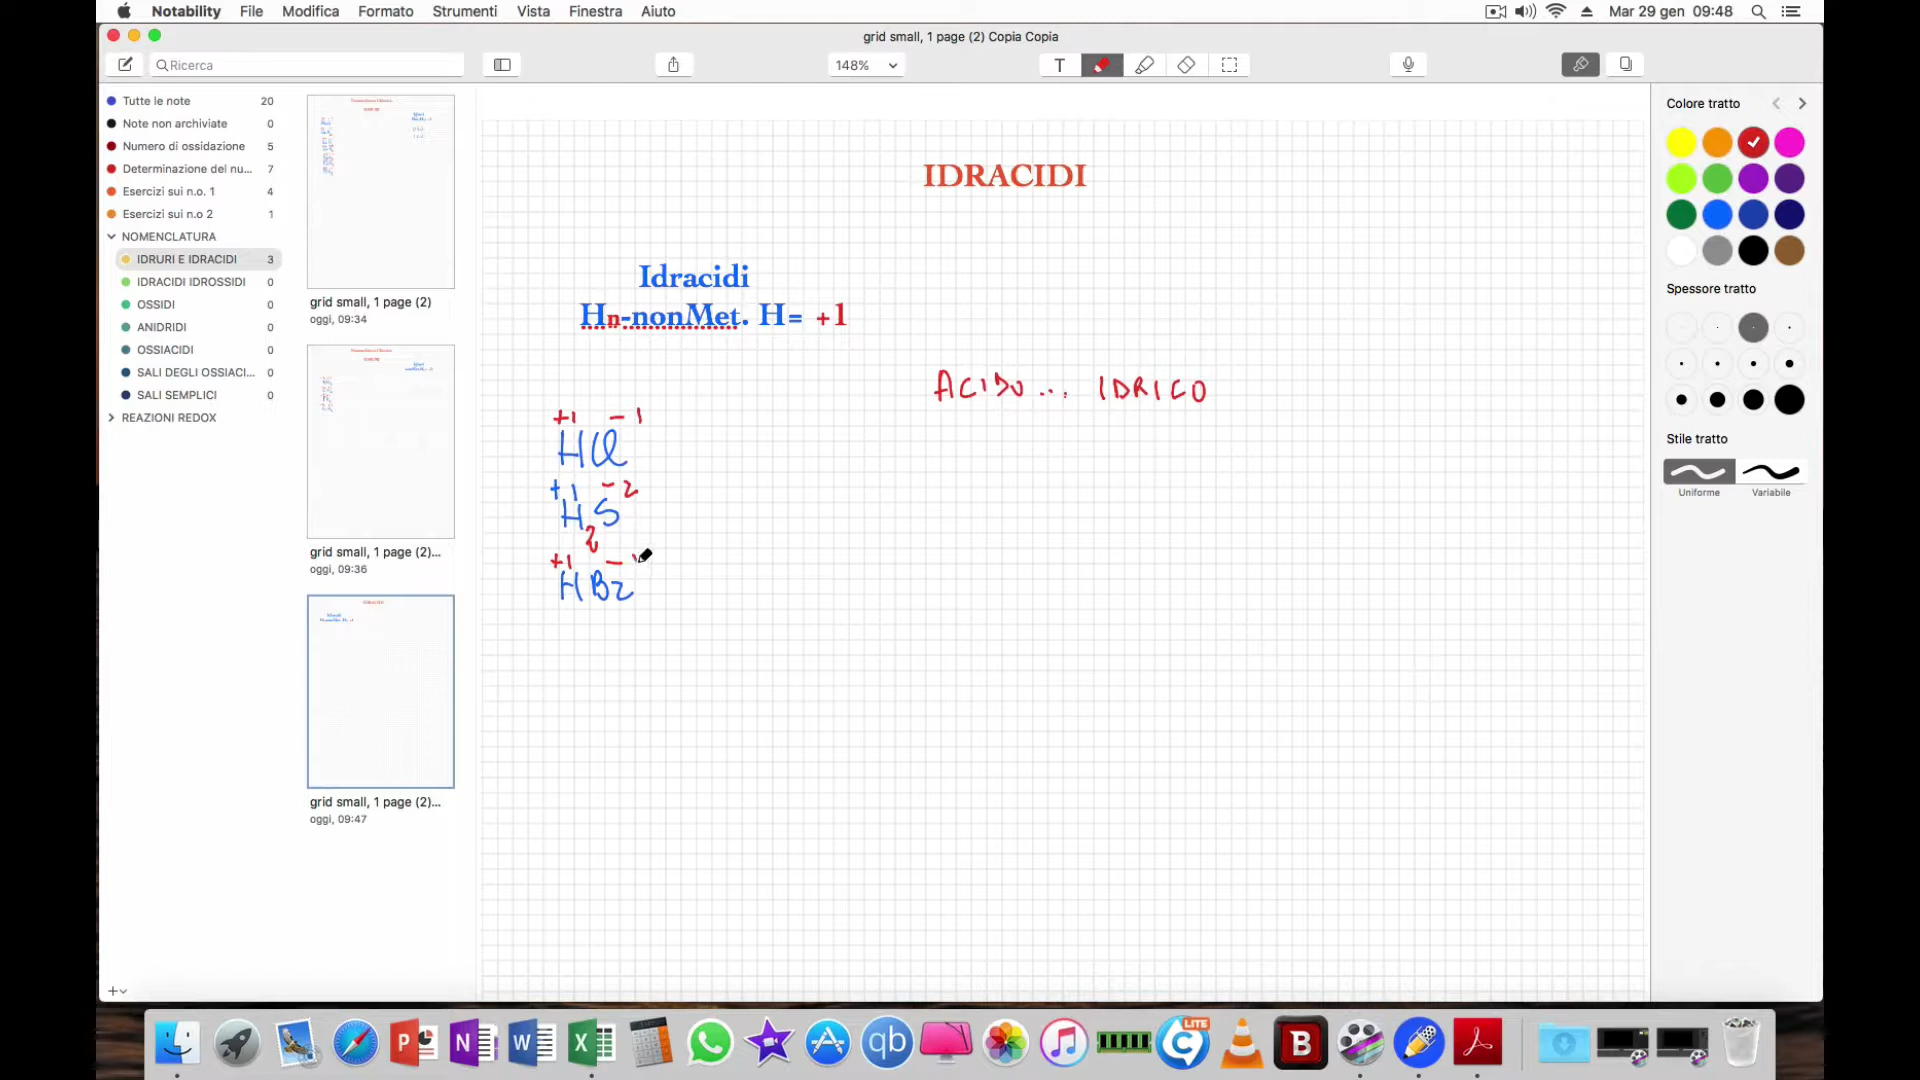 Notability File Modifica Formato Strumenti Vista Finestra Aiuto Mar 29 gen 09:48
grid small, 1 page (2) Copia Copia
Ricerca 148% T
Tutte le note 20
Note non archiviate 0
Numero di ossidazione 5
Determinazione del nu... 7
Esercizi sui n.o. 1 4
Esercizi sui n.o 2 1
NOMENCLATURA
IDRURI E IDRACIDI 3
IDRACIDI IDROSSIDI 0
OSSIDI 0
ANIDRIDI 0
OSSIACIDI 0
SALI DEGLI OSSIACI... 0
SALI SEMPLICI 0
REAZIONI REDOX
grid small, 1 page (2)
oggi, 09:34
grid small, 1 page (2)...
oggi, 09:36
grid small, 1 page (2)...
oggi, 09:47
IDRACIDI
Idracidi
Hn-nonMet. H= +1
ACIDO ... IDRICO
+1 -1
HCl
+1 -2
H2S
+1 -
HBr
Colore tratto
Spessore tratto
Stile tratto
Uniforme Variabile
P N W X qb LITE C B